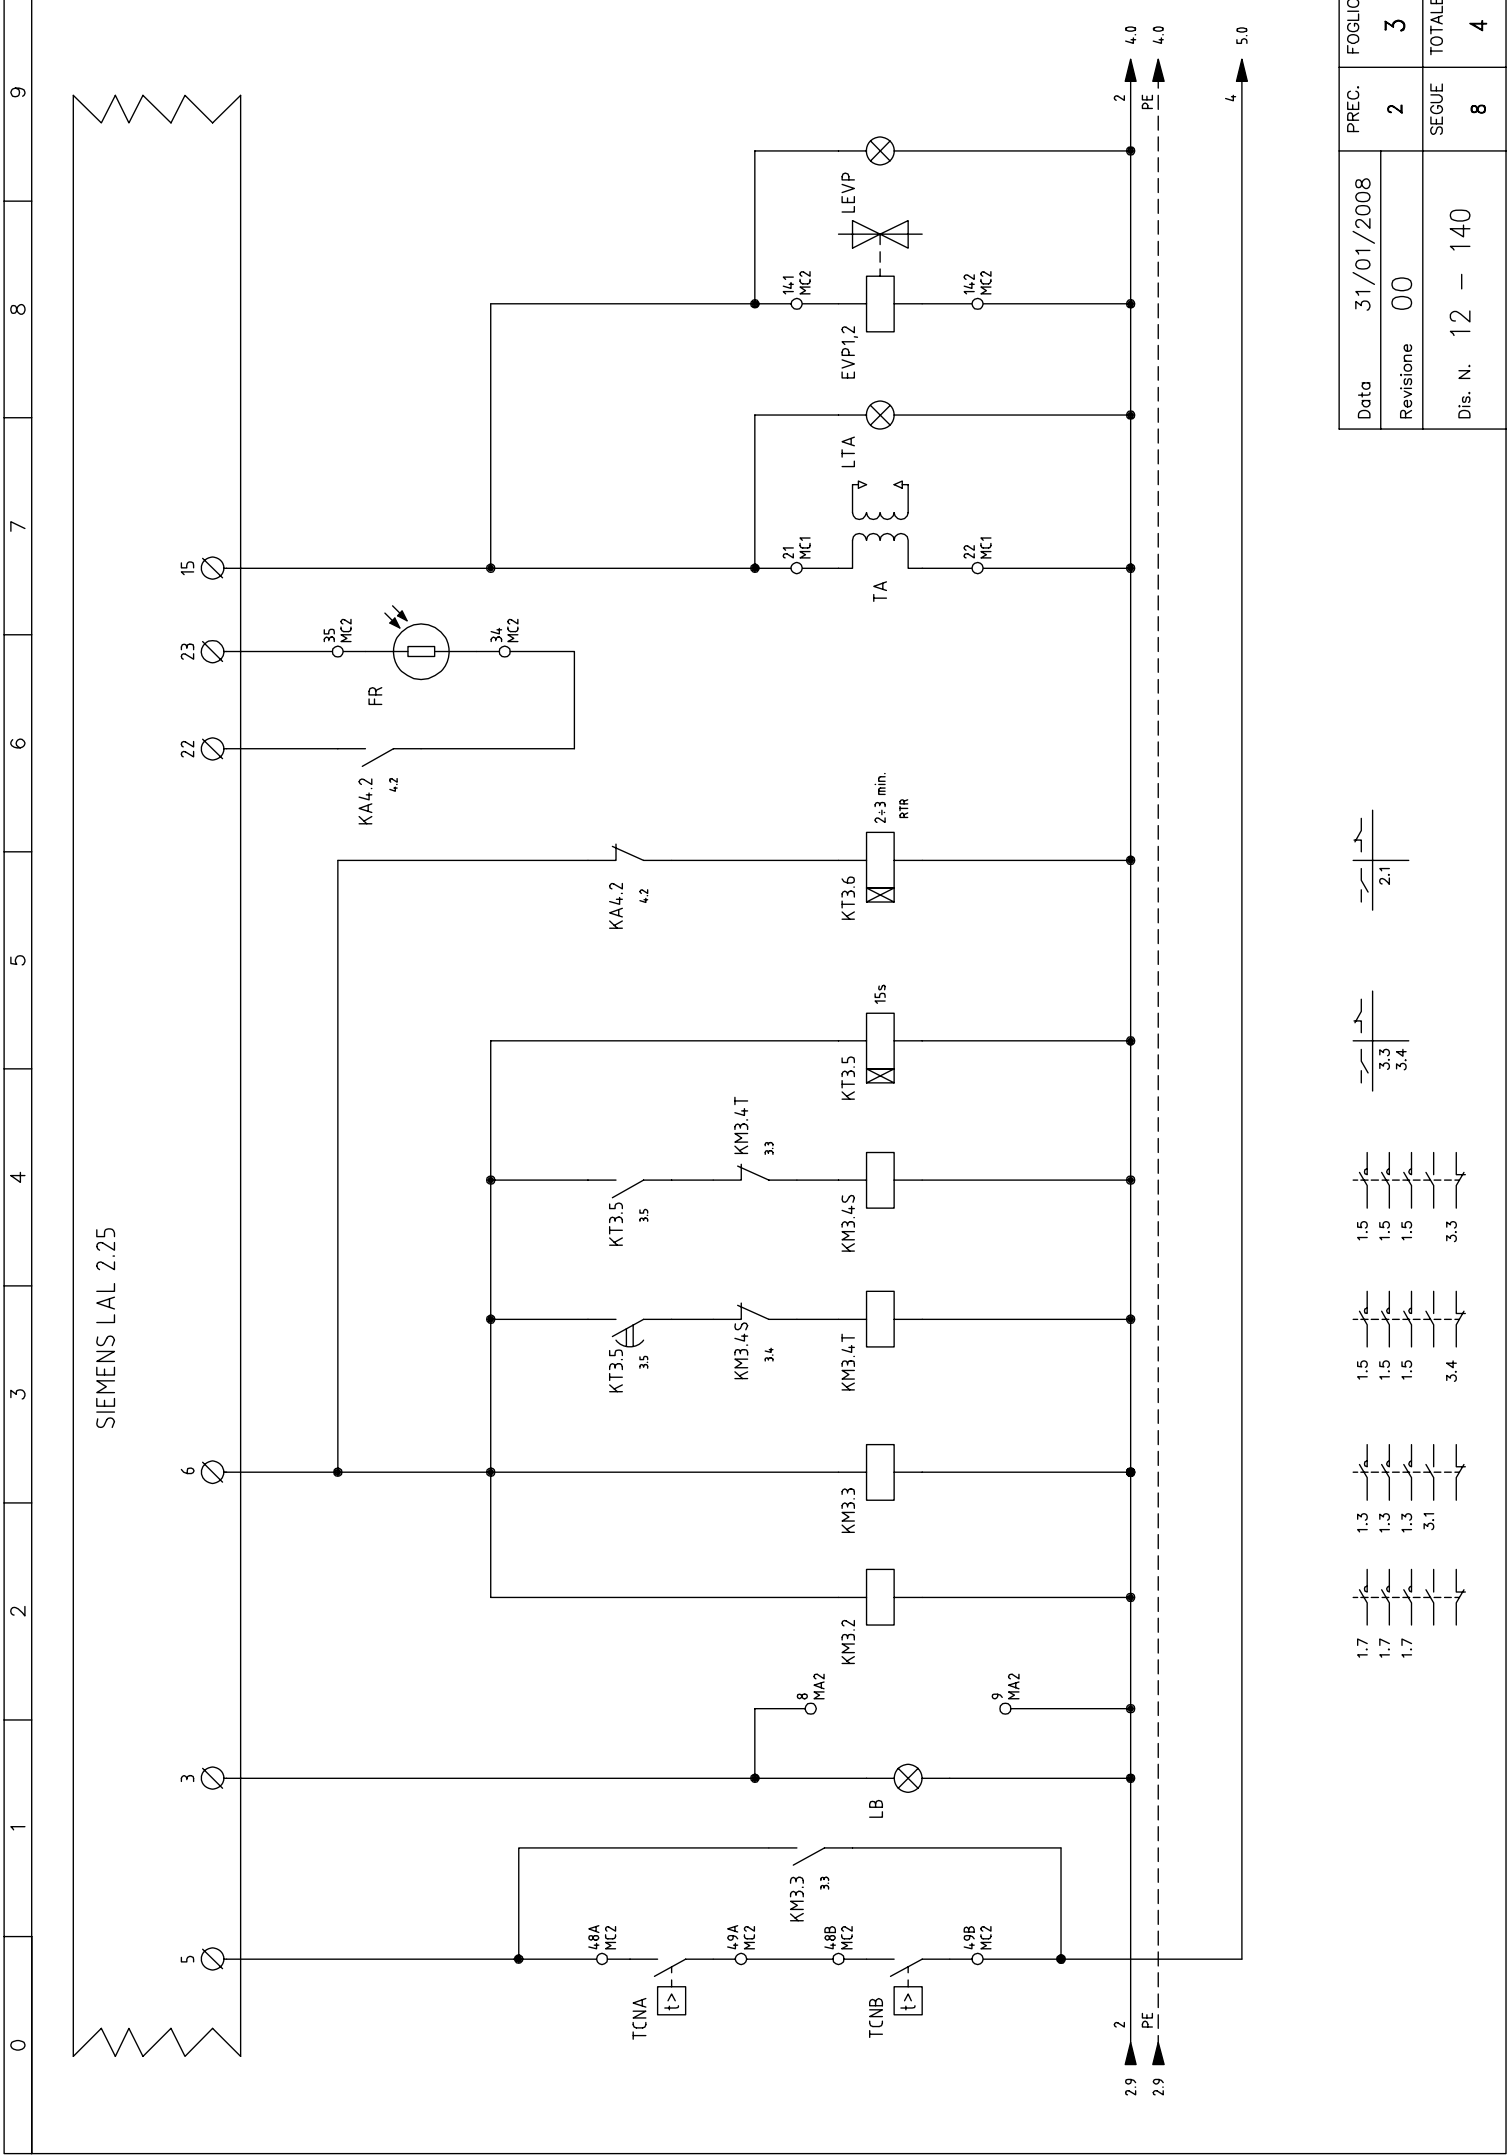 0 1 2 3 4 5 6 7 8 9
SIEMENS LAL 2.25
5 3 6 22 23 15
35
MC2
FR
34
MC2
KA4.2
4.2
48A
MC2
TCNA
t>
49A
MC2
48B
MC2
TCNB
t>
49B
MC2
KM3.3
3.3
LB
8
MA2
9
MA2
KM3.2
KM3.3
KT3.5
3.5
KM3.4S
3.4
KM3.4T
KT3.5
3.5
KM3.4T
3.3
KM3.4S
KT3.5
15s
KA4.2
4.2
KT3.6
2÷3 min.
RTR
21
MC1
TA
22
MC1
LTA
141
MC2
EVP1,2
142
MC2
LEVP
2.9 2 2 4.0
2.9 PE PE 4.0
4 5.0
1.7
1.7
1.7
1.3
1.3
1.3
3.1
1.5
1.5
1.5
3.4
1.5
1.5
1.5
3.3
3.3
3.4
2.1
Data 31/01/2008
Revisione 00
Dis. N. 12 - 140
PREC.
2
FOGLIO
3
SEGUE
8
TOTALE
4